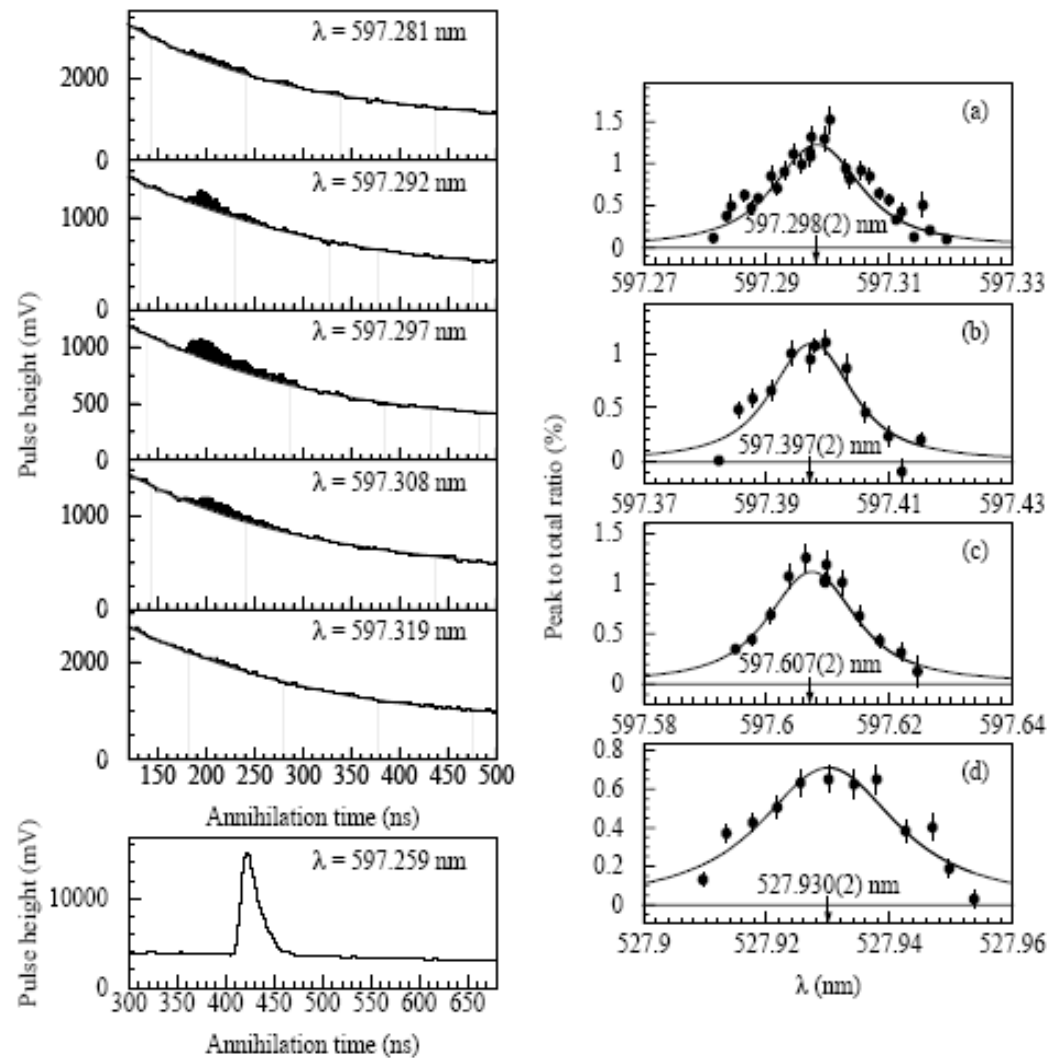 λ = 597.281 nm
2000
0
λ = 597.292 nm
1000
0
λ = 597.297 nm
1000
500
0
λ = 597.308 nm
1000
0
λ = 597.319 nm
2000
0
150 200 250 300 350 400 450 500
Annihilation time (ns)
Pulse height (mV)
λ = 597.259 nm
10000
0
300 350 400 450 500 550 600 650
Annihilation time (ns)
Pulse height (mV)
(a)
1.5
1
0.5
0
597.298(2) nm
597.27 597.29 597.31 597.33
(b)
1
0.5
0
597.397(2) nm
597.37 597.39 597.41 597.43
(c)
1.5
1
0.5
0
597.607(2) nm
597.58 597.6 597.62 597.64
(d)
0.8
0.6
0.4
0.2
0
527.930(2) nm
527.9 527.92 527.94 527.96
λ (nm)
Peak to total ratio (%)